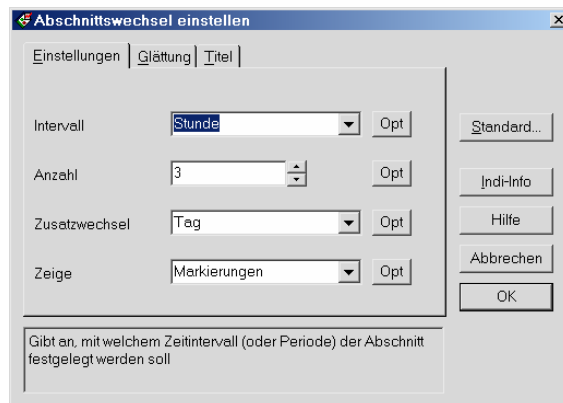 Abschnittswechsel einstellen
Einstellungen Glättung Titel
Intervall Stunde Opt
Anzahl 3 Opt
Zusatzwechsel Tag Opt
Zeige Markierungen Opt
Standard...
Indi-Info
Hilfe
Abbrechen
OK
Gibt an, mit welchem Zeitintervall (oder Periode) der Abschnitt
festgelegt werden soll